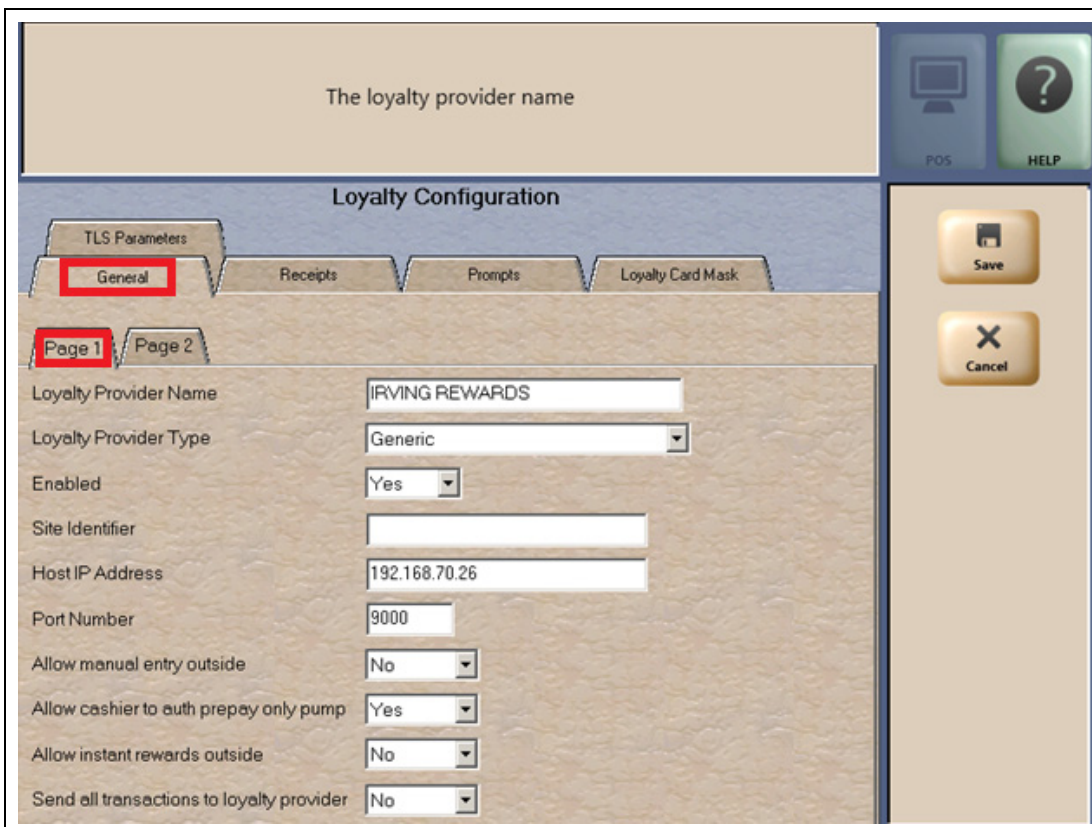 The loyalty provider name
POS
HELP
Loyalty Configuration
TLS Parameters
General Receipts Prompts Loyalty Card Mask
Save
Page 1 Page 2
Cancel
Loyalty Provider Name IRVING REWARDS
Loyalty Provider Type Generic
Enabled Yes
Site Identifier
Host IP Address 192.168.70.26
Port Number 9000
Allow manual entry outside No
Allow cashier to auth prepay only pump Yes
Allow instant rewards outside No
Send all transactions to loyalty provider No